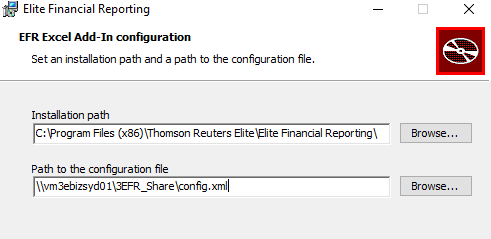 Elite Financial Reporting
EFR Excel Add-In configuration
Set an installation path and a path to the configuration file.
Installation path
C:\Program Files (x86)\Thomson Reuters Elite\Elite Financial Reporting\
Browse...
Path to the configuration file
\\vm3ebizsyd01\3EFR_Share\config.xml
Browse...